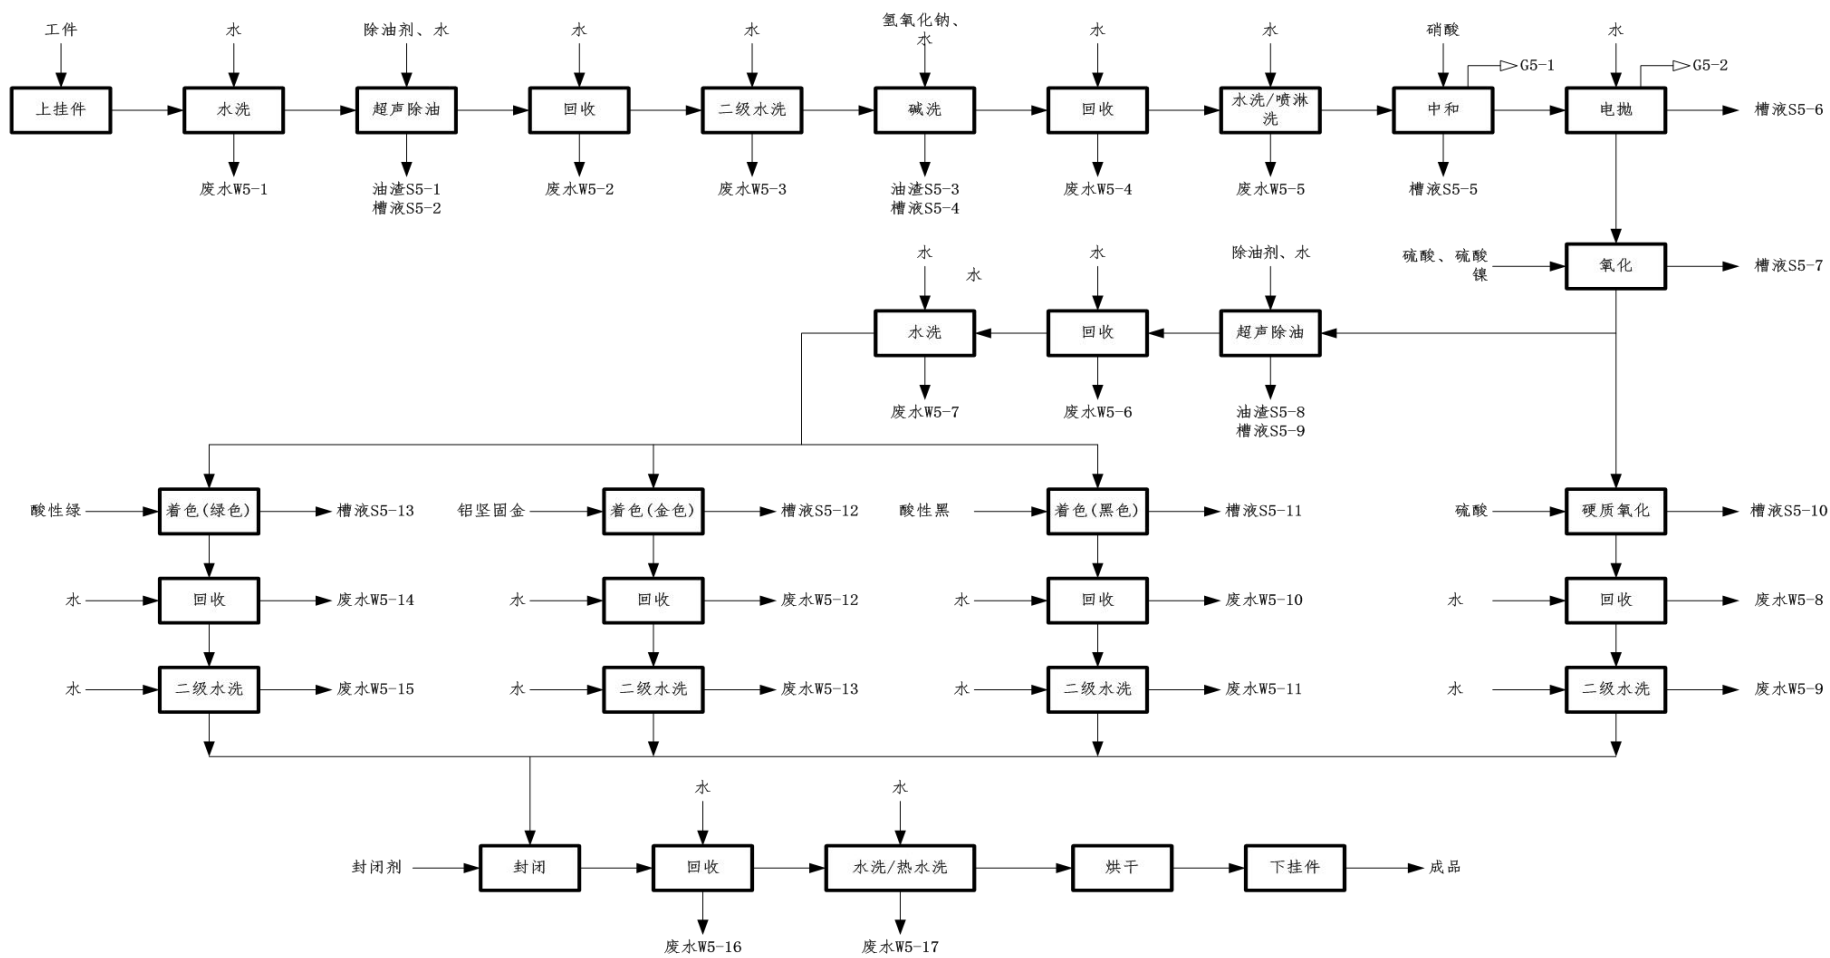 工件
水
除油剂、水
水
水
氢氧化钠、
水
水
水
硝酸
水
G5-1
G5-2
上挂件
水洗
超声除油
回收
二级水洗
碱洗
回收
水洗/喷淋
洗
中和
电抛
槽液S5-6
废水W5-1
油渣S5-1
槽液S5-2
废水W5-2
废水W5-3
油渣S5-3
槽液S5-4
废水W5-4
废水W5-5
槽液S5-5
水
水
水
除油剂、水
硫酸、硫酸
镍
氧化
槽液S5-7
水洗
回收
超声除油
废水W5-7
废水W5-6
油渣S5-8
槽液S5-9
酸性绿
着色(绿色)
槽液S5-13
铝坚固金
着色(金色)
槽液S5-12
酸性黑
着色(黑色)
槽液S5-11
硫酸
硬质氧化
槽液S5-10
水
回收
废水W5-14
水
回收
废水W5-12
水
回收
废水W5-10
水
回收
废水W5-8
水
二级水洗
废水W5-15
水
二级水洗
废水W5-13
水
二级水洗
废水W5-11
水
二级水洗
废水W5-9
水
水
封闭剂
封闭
回收
水洗/热水洗
烘干
下挂件
成品
废水W5-16
废水W5-17